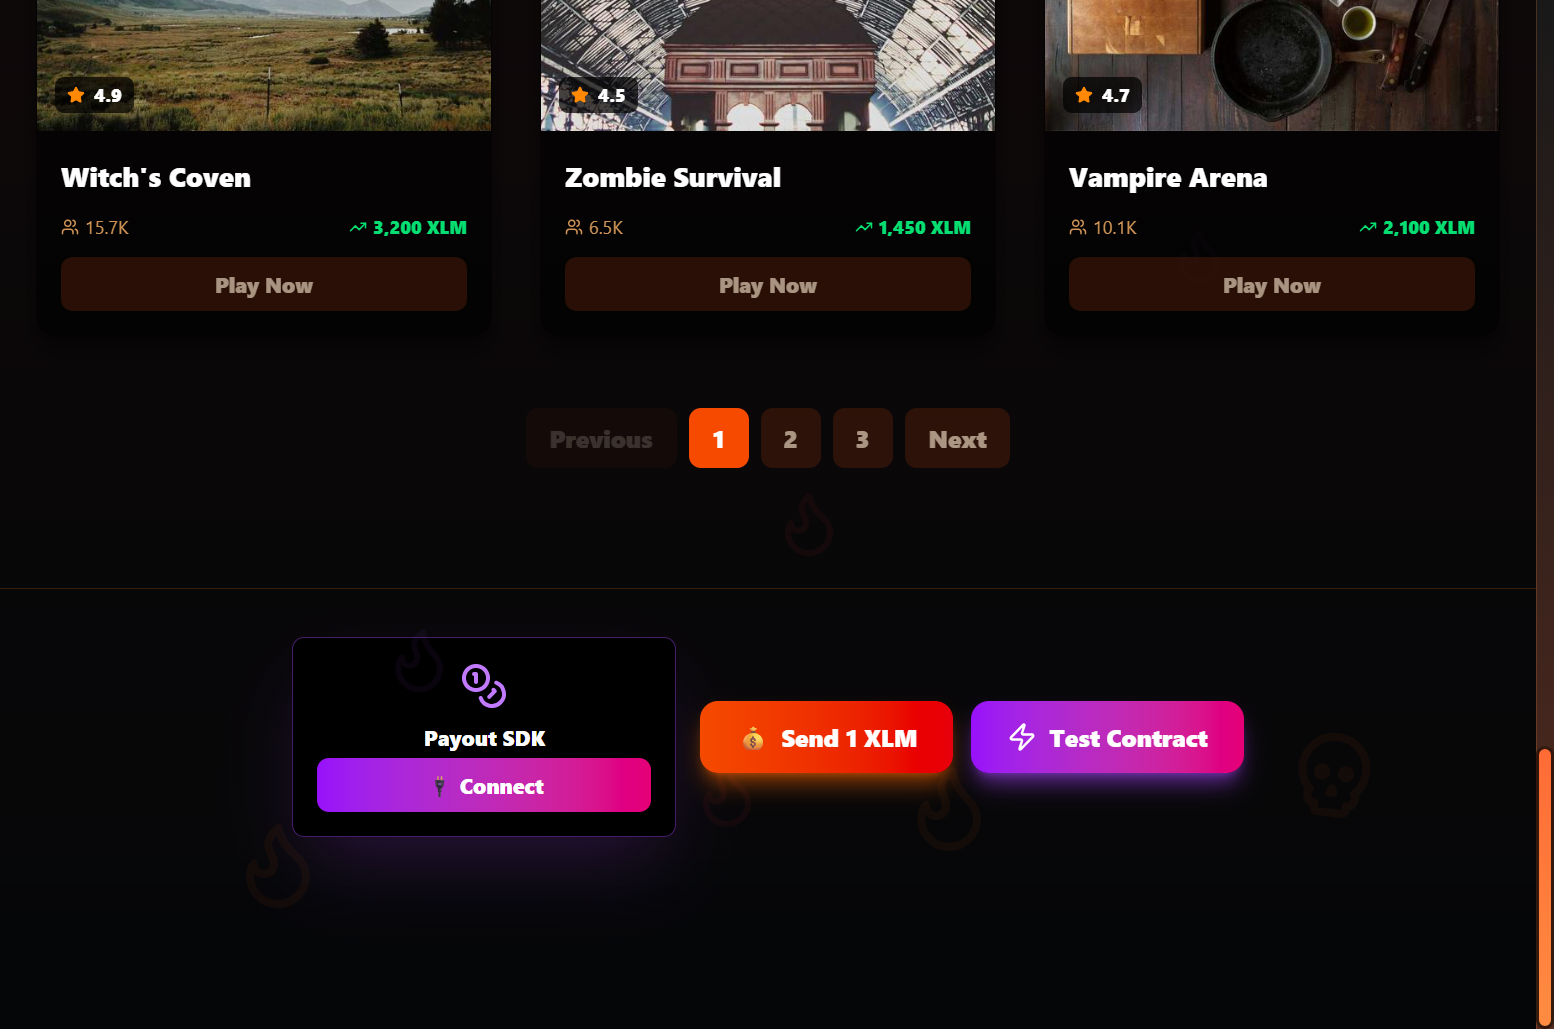 4.9
4.5
4.7
Witch's Coven
Zombie Survival
Vampire Arena
15.7K
3,200 XLM
6.5K
1,450 XLM
10.1K
2,100 XLM
Play Now
Play Now
Play Now
Previous
1
2
3
Next
Payout SDK
Connect
Send 1 XLM
Test Contract